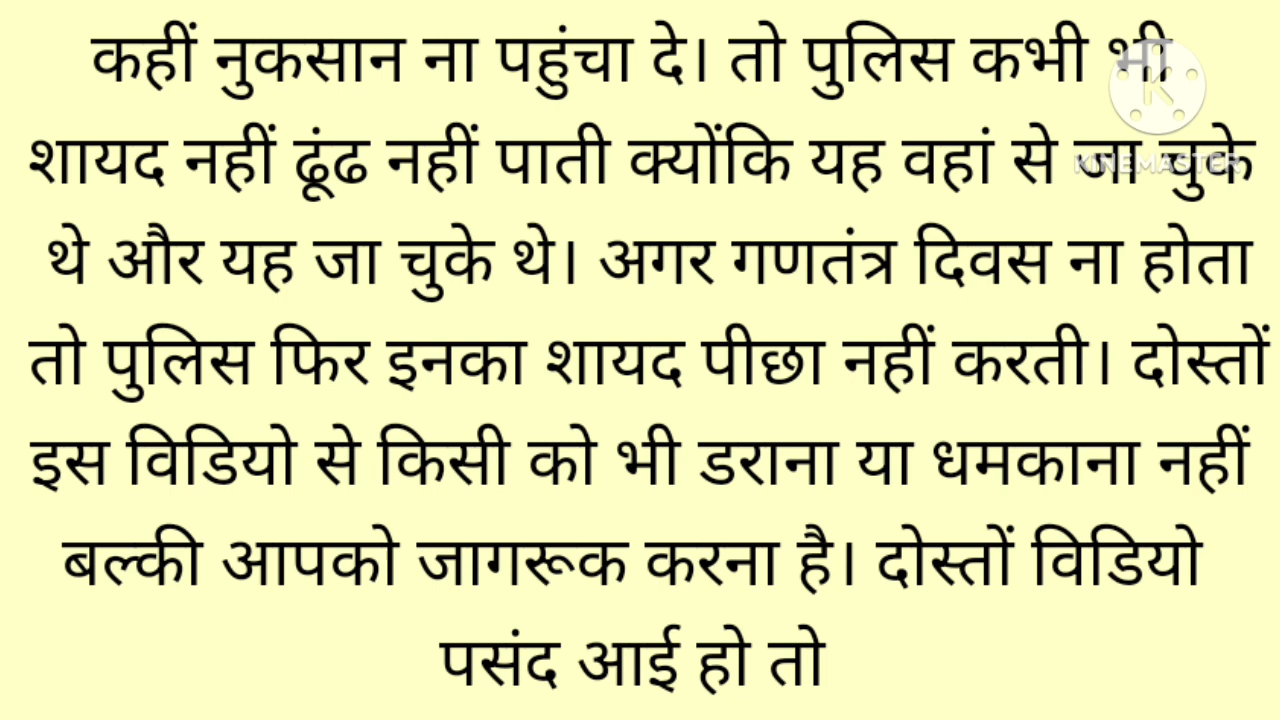 कहीं नुकसान ना पहुंचा दे। तो पुलिस कभी भी
शायद नहीं ढूंढ नहीं पाती क्योंकि यह वहां से जा चुके
थे और यह जा चुके थे। अगर गणतंत्र दिवस ना होता
तो पुलिस फिर इनका शायद पीछा नहीं करती। दोस्तों
इस विडियो से किसी को भी डराना या धमकाना नहीं
बल्की आपको जागरूक करना है। दोस्तों विडियो
पसंद आई हो तो
K
KINEMASTER